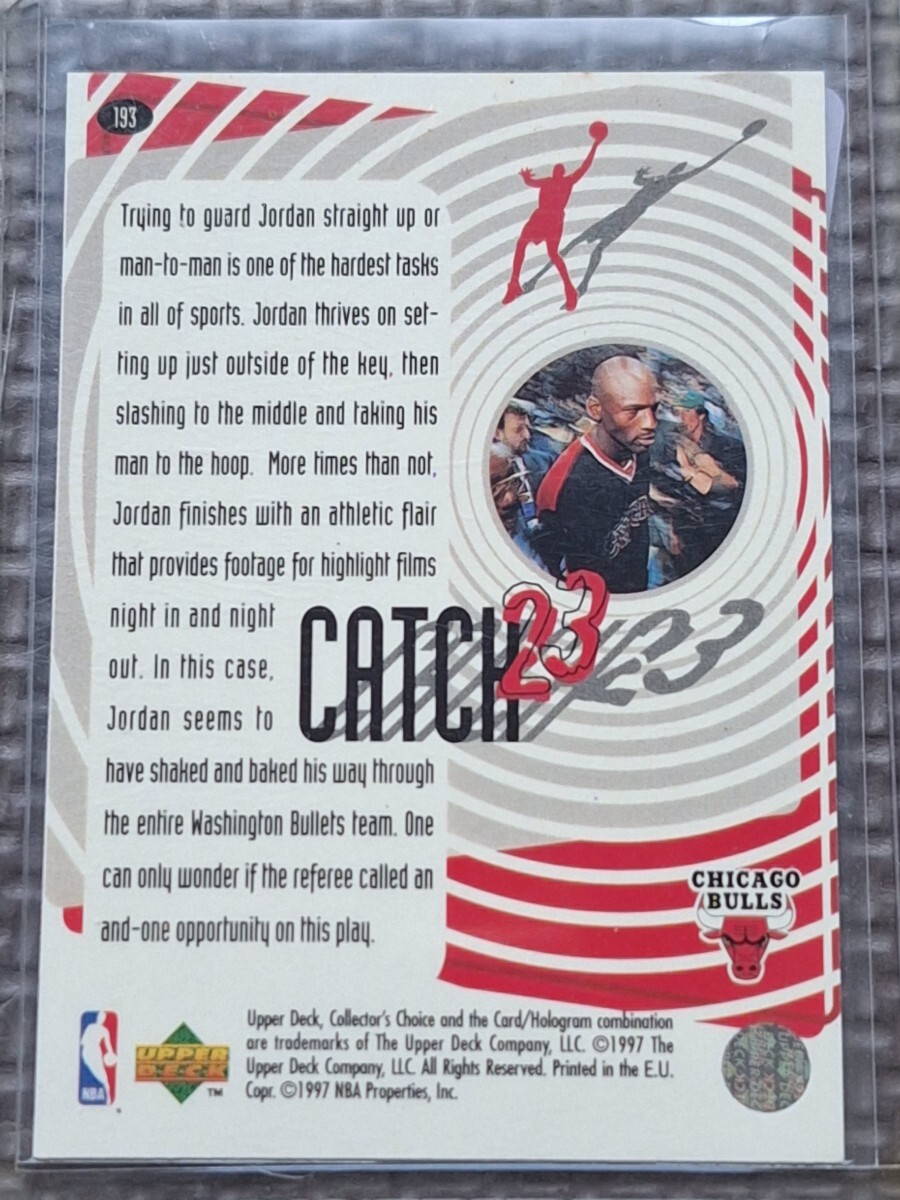 193
Trying to guard Jordan straight up or
man-to-man is one of the hardest tasks
in all of sports. Jordan thrives on set-
ting up just outside of the key, then
slashing to the middle and taking his
man to the hoop. More times than not,
Jordan finishes with an athletic flair
that provides footage for highlight films
night in and night
out. In this case,
Jordan seems to
have shaked and baked his way through
the entire Washington Bullets team. One
can only wonder if the referee called an
and-one opportunity on this play.
CATCH 23
23
CHICAGO
BULLS
NBA
UPPER
DECK
TM
Upper Deck, Collector's Choice and the Card/Hologram combination
are trademarks of The Upper Deck Company, LLC. ©1997 The
Upper Deck Company, LLC. All Rights Reserved. Printed in the E.U.
Copr. ©1997 NBA Properties, Inc.